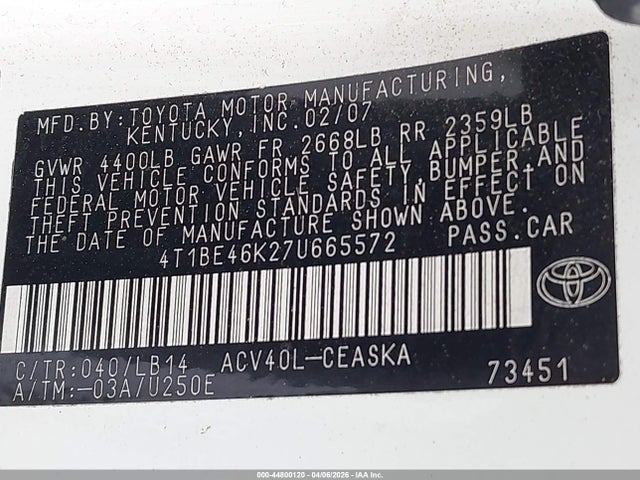 MFD.BY:TOYOTA MOTOR MANUFACTURING,
KENTUCKY,INC.02/07
GVWR 4400LB GAWR FR 2668LB RR 2359LB
THIS VEHICLE CONFORMS TO ALL APPLICABLE
FEDERAL MOTOR VEHICLE SAFETY,BUMPER,AND
THEFT PREVENTION STANDARDS IN EFFECT ON
THE DATE OF MANUFACTURE SHOWN ABOVE.
4T1BE46K27U665572 PASS.CAR
C/TR:040/LB14 ACV40L-CEASKA
A/TM:-03A/U250E 73451
000-44800120 - 04/06/2026 - IAA Inc.